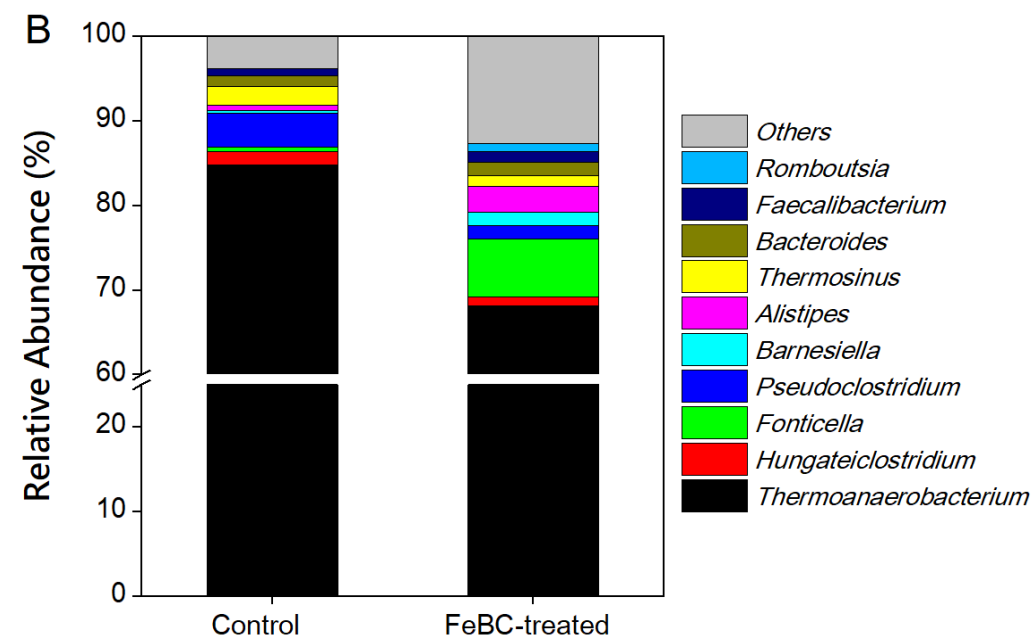 B
100
90
80
70
60
20
10
0
Relative Abundance (%)
Control
FeBC-treated
Others
Romboutsia
Faecalibacterium
Bacteroides
Thermosinus
Alistipes
Barnesiella
Pseudoclostridium
Fonticella
Hungateiclostridium
Thermoanaerobacterium